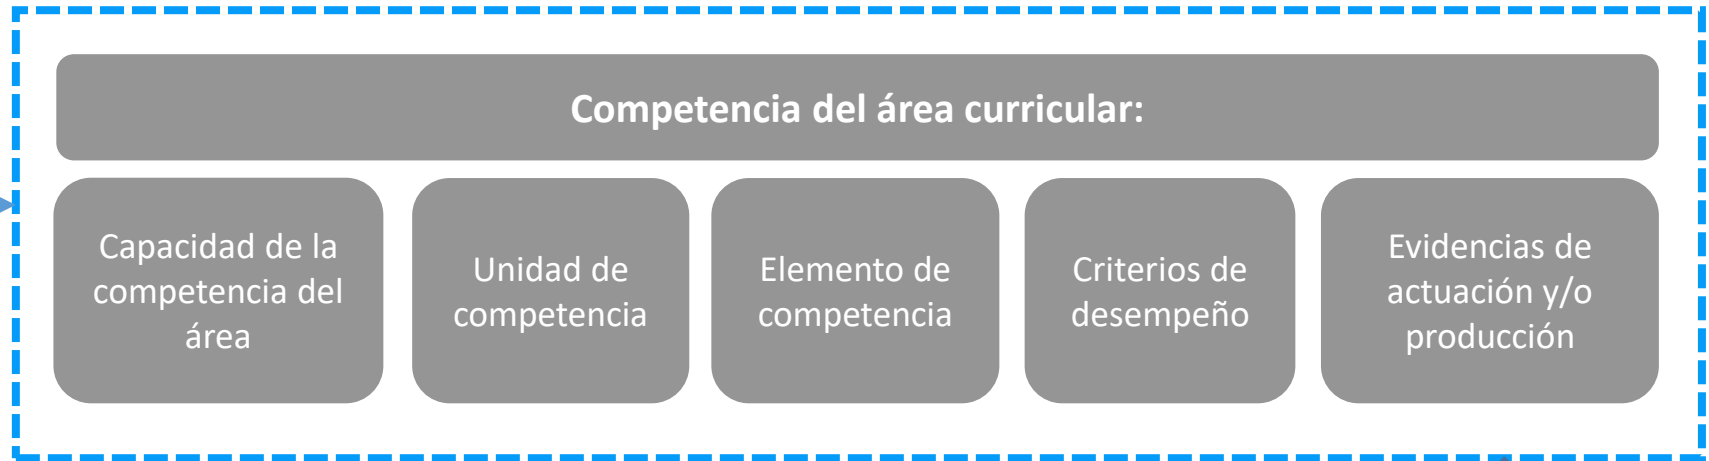 Competencia del área curricular:
Capacidad de la
competencia del
área
Unidad de
competencia
Elemento de
competencia
Criterios de
desempeño
Evidencias de
actuación y/o
producción